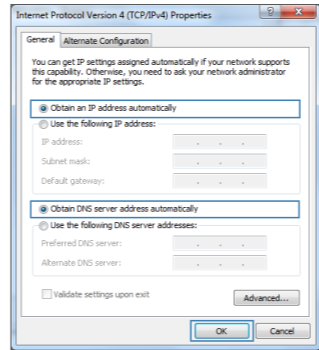 Internet Protocol Version 4 (TCP/IPv4) Properties
General
Alternate Configuration
You can get IP settings assigned automatically if your network supports
this capability. Otherwise, you need to ask your network administrator
for the appropriate IP settings.
Obtain an IP address automatically
Use the following IP address:
IP address:
Subnet mask:
Default gateway:
Obtain DNS server address automatically
Use the following DNS server addresses:
Preferred DNS server:
Alternate DNS server:
Validate settings upon exit
Advanced...
OK
Cancel